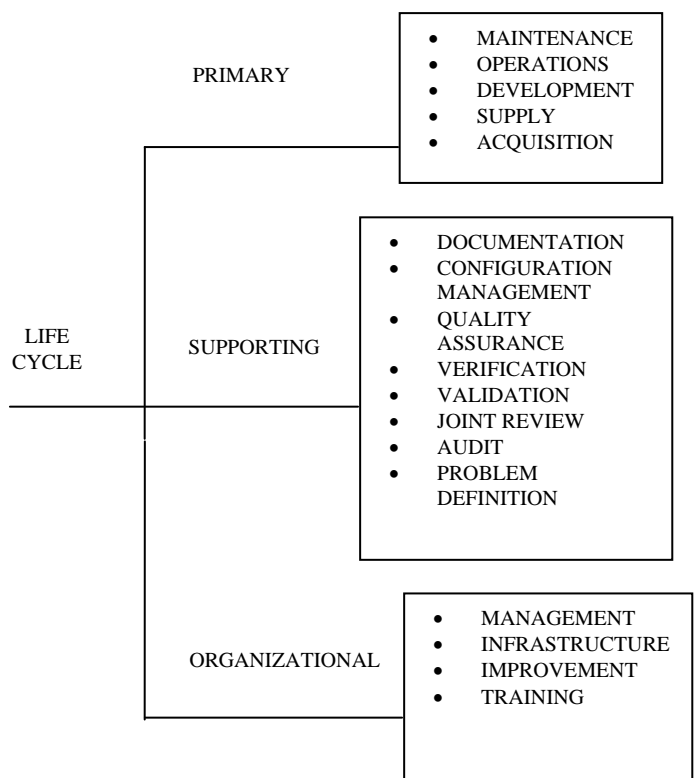 PRIMARY
• MAINTENANCE
• OPERATIONS
• DEVELOPMENT
• SUPPLY
• ACQUISITION
LIFE
CYCLE
SUPPORTING
• DOCUMENTATION
• CONFIGURATION
MANAGEMENT
• QUALITY
ASSURANCE
• VERIFICATION
• VALIDATION
• JOINT REVIEW
• AUDIT
• PROBLEM
DEFINITION
ORGANIZATIONAL
• MANAGEMENT
• INFRASTRUCTURE
• IMPROVEMENT
• TRAINING